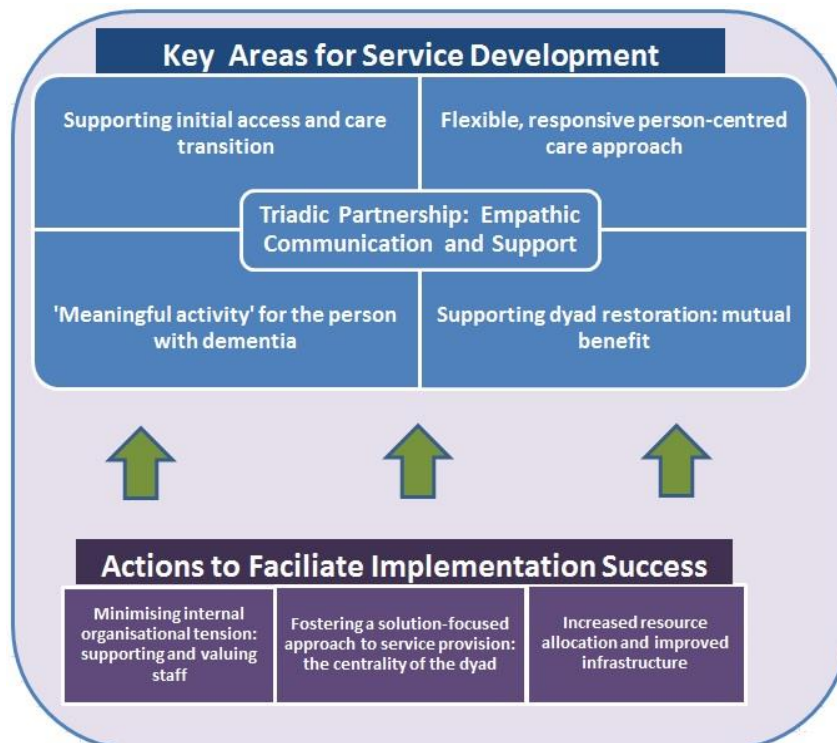 Key Areas for Service Development
Supporting initial access and care
transition
Flexible, responsive person-centred
care approach
Triadic Partnership: Empathic
Communication and Support
'Meaningful activity' for the person
with dementia
Supporting dyad restoration: mutual
benefit
Actions to Faciliate Implementation Success
Minimising internal
organisational tension:
supporting and valuing
staff
Fostering a solution-focused
approach to service provision:
the centrality of the dyad
Increased resource
allocation and improved
infrastructure